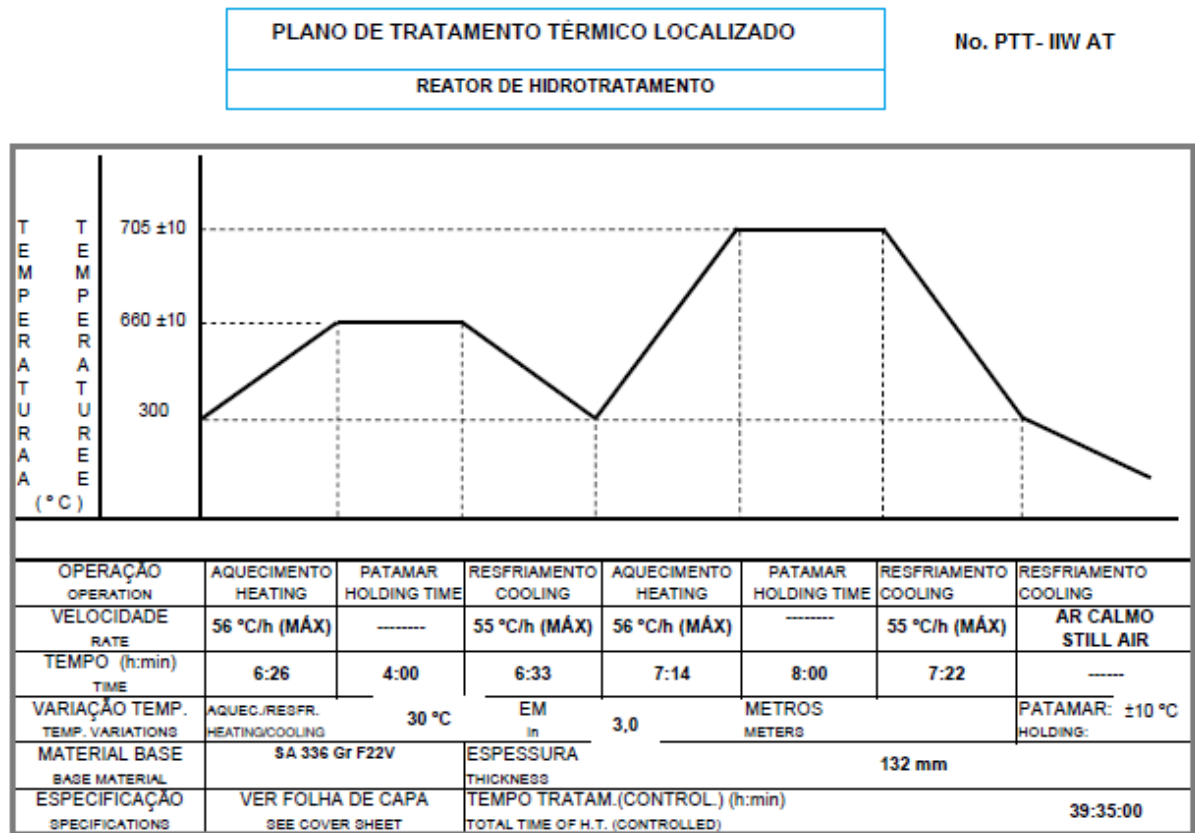 PLANO DE TRATAMENTO TÉRMICO LOCALIZADO
No. PTT- IIW AT
REATOR DE HIDROTRATAMENTO
TEMPERATURAA
TEMPERATUREE
(°C)
705 ±10
660 ±10
300
OPERAÇÃO
OPERATION
AQUECIMENTO
HEATING
PATAMAR
HOLDING TIME
RESFRIAMENTO
COOLING
AQUECIMENTO
HEATING
PATAMAR
HOLDING TIME
RESFRIAMENTO
COOLING
RESFRIAMENTO
COOLING
VELOCIDADE
RATE
56 °C/h (MÁX)
--------
55 °C/h (MÁX)
56 °C/h (MÁX)
--------
55 °C/h (MÁX)
AR CALMO
STILL AIR
TEMPO (h:min)
TIME
6:26
4:00
6:33
7:14
8:00
7:22
------
VARIAÇÃO TEMP.
TEMP. VARIATIONS
AQUEC./RESFR.
HEATING/COOLING
30 °C
EM
In
3,0
METROS
METERS
PATAMAR: ±10 °C
HOLDING:
MATERIAL BASE
BASE MATERIAL
SA 336 Gr F22V
ESPESSURA
THICKNESS
132 mm
ESPECIFICAÇÃO
SPECIFICATIONS
VER FOLHA DE CAPA
SEE COVER SHEET
TEMPO TRATAM.(CONTROL.) (h:min)
TOTAL TIME OF H.T. (CONTROLLED)
39:35:00